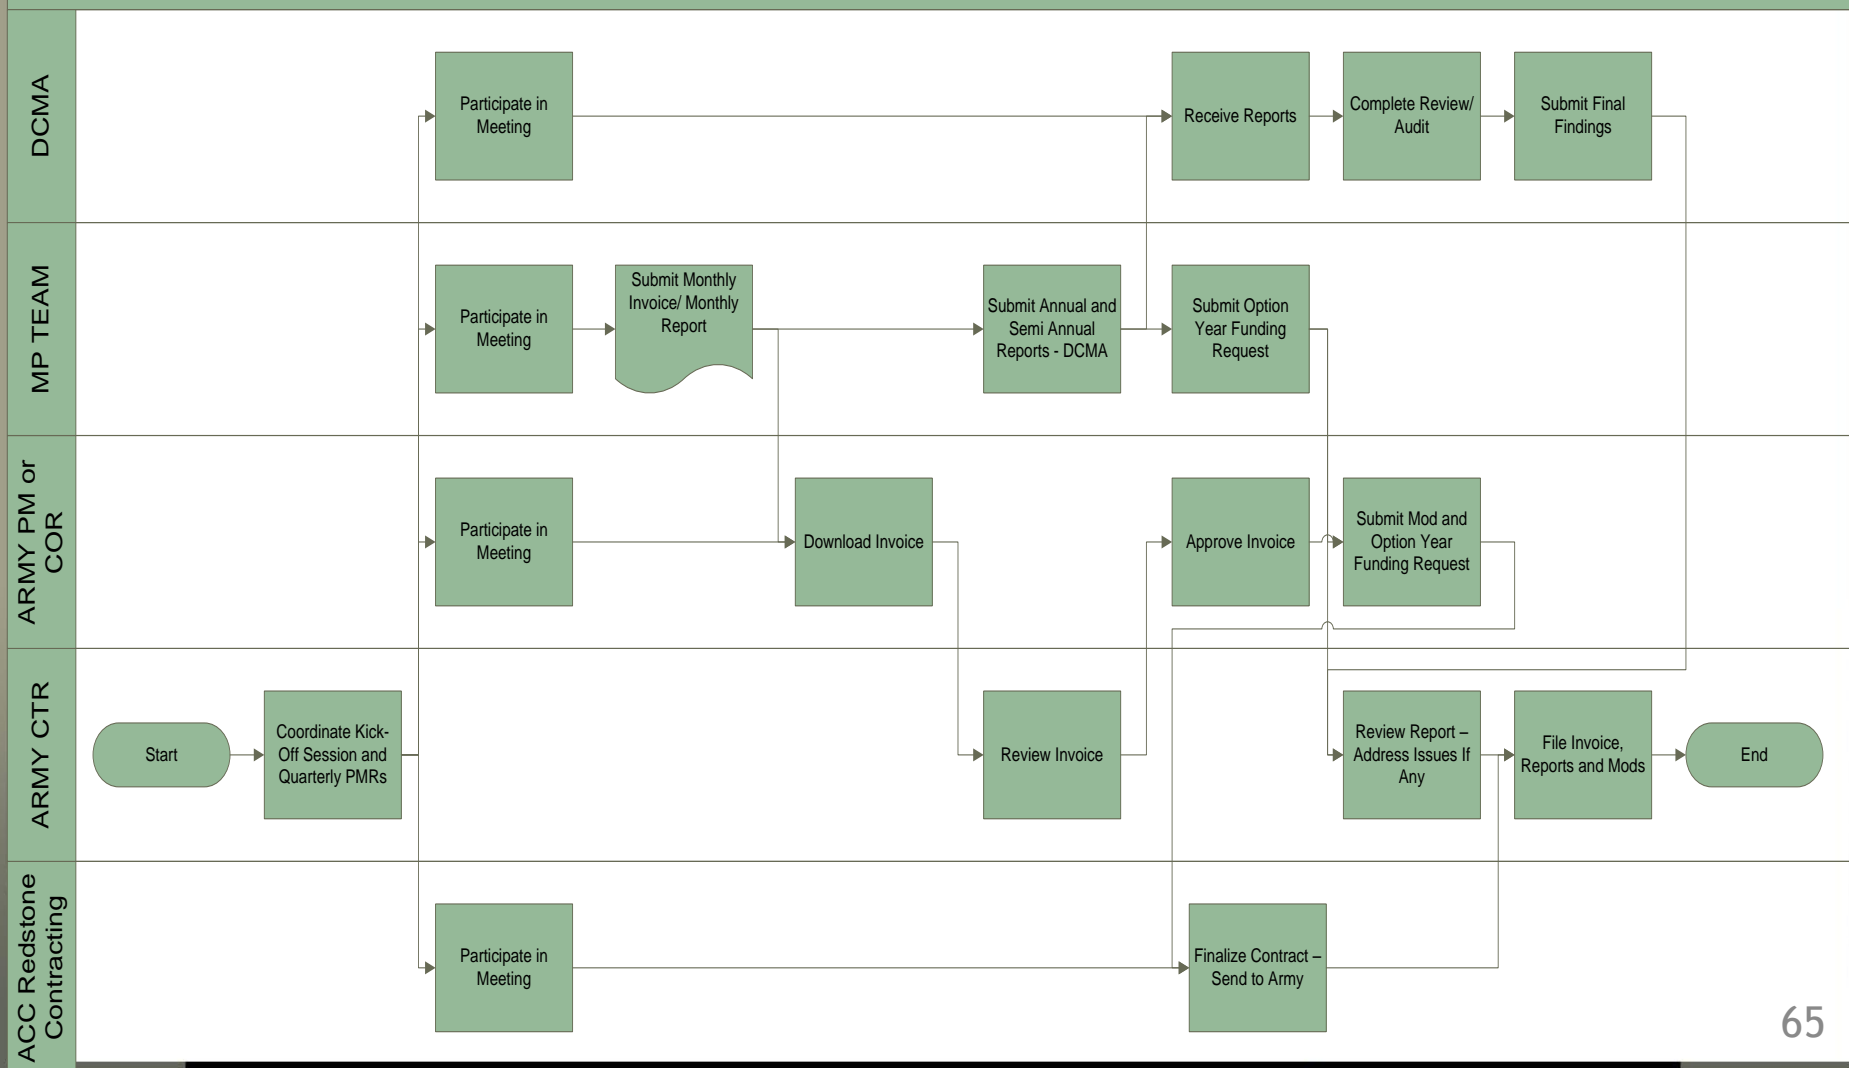 DCMA
Participate in
Meeting
Receive Reports
Complete Review/
Audit
Submit Final
Findings
MP TEAM
Participate in
Meeting
Submit Monthly
Invoice/ Monthly
Report
Submit Annual and
Semi Annual
Reports - DCMA
Submit Option
Year Funding
Request
ARMY PM or
COR
Participate in
Meeting
Download Invoice
Approve Invoice
Submit Mod and
Option Year
Funding Request
ARMY CTR
Start
Coordinate Kick-
Off Session and
Quarterly PMRs
Review Invoice
Review Report –
Address Issues If
Any
File Invoice,
Reports and Mods
End
ACC Redstone
Contracting
Participate in
Meeting
Finalize Contract –
Send to Army
65